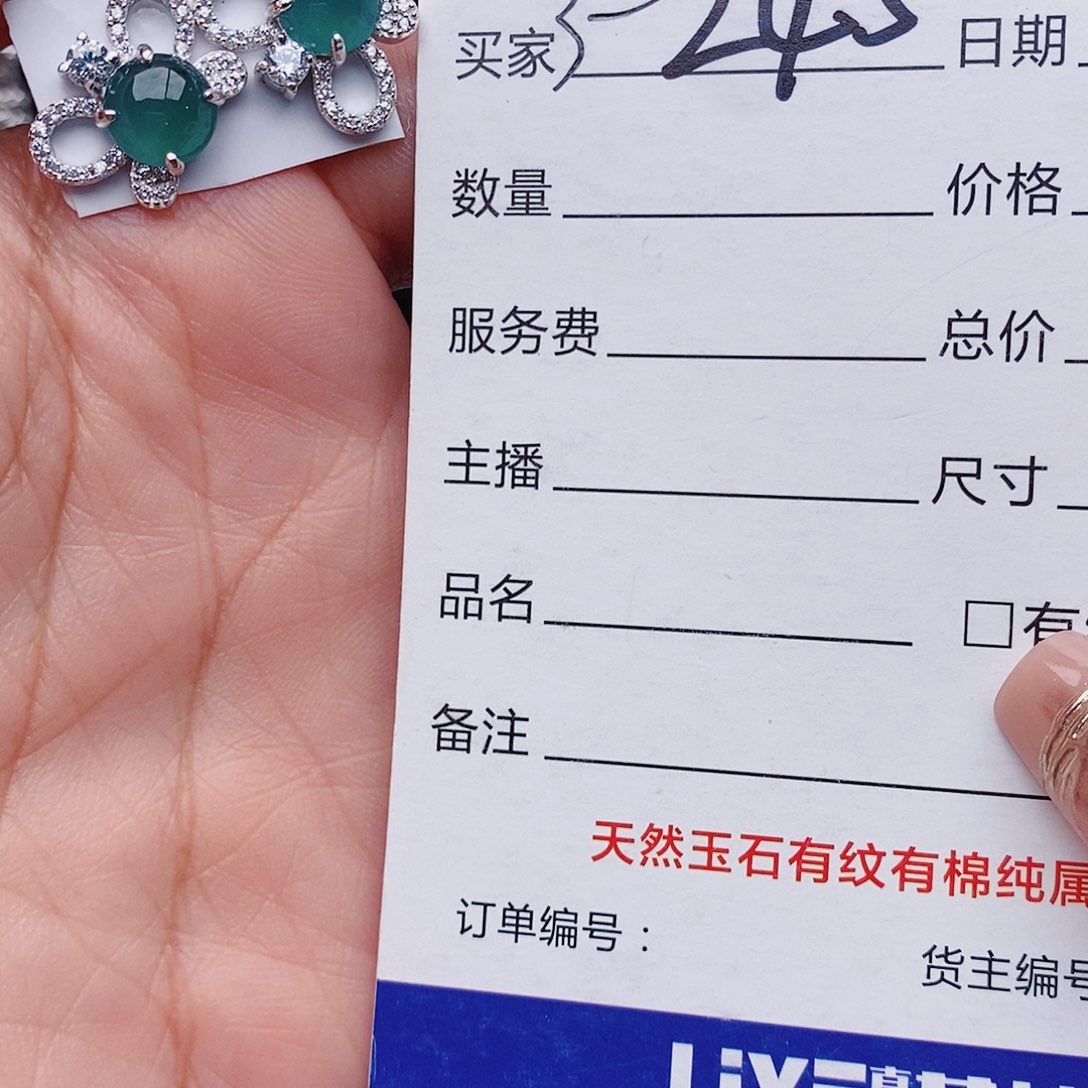 买家 日期
数量 价格
服务费 总价
主播 尺寸
品名 □有
备注
天然玉石有纹有棉纯属
订单编号：
货主编号